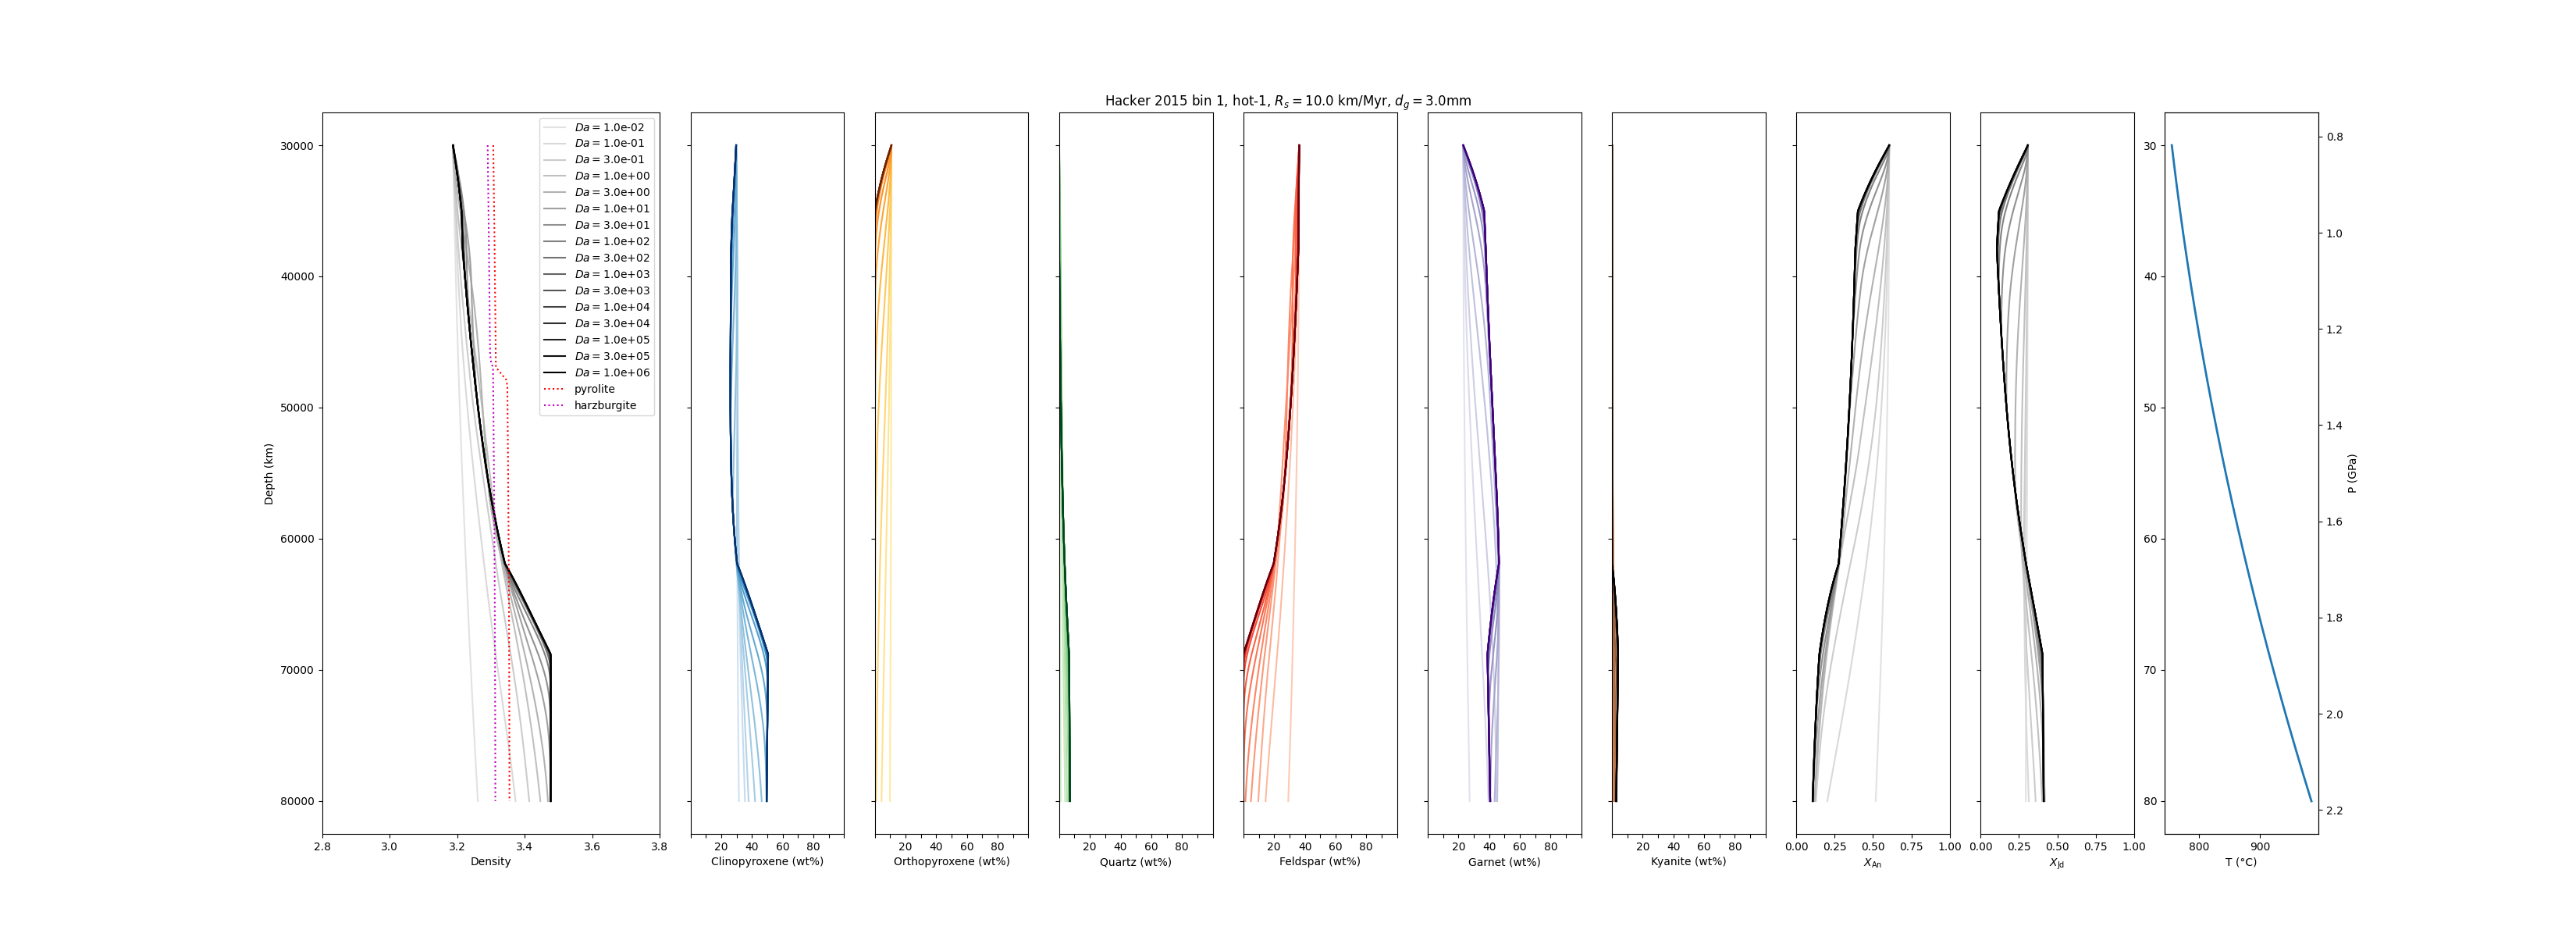 Hacker 2015 bin 1, hot-1, R_s = 10.0 km/Myr, d_g = 3.0mm
Da = 1.0e-02
Da = 1.0e-01
Da = 3.0e-01
Da = 1.0e+00
Da = 3.0e+00
Da = 1.0e+01
Da = 3.0e+01
Da = 1.0e+02
Da = 3.0e+02
Da = 1.0e+03
Da = 3.0e+03
Da = 1.0e+04
Da = 3.0e+04
Da = 1.0e+05
Da = 3.0e+05
Da = 1.0e+06
pyrolite
harzburgite
Depth (km)
30000
40000
50000
60000
70000
80000
2.8 3.0 3.2 3.4 3.6 3.8
Density
20 40 60 80
Clinopyroxene (wt%)
20 40 60 80
Orthopyroxene (wt%)
20 40 60 80
Quartz (wt%)
20 40 60 80
Feldspar (wt%)
20 40 60 80
Garnet (wt%)
20 40 60 80
Kyanite (wt%)
0.00 0.25 0.50 0.75 1.00
X_An
0.00 0.25 0.50 0.75 1.00
X_Jd
30
40
50
60
70
80
800 900
T (°C)
0.8
1.0
1.2
1.4
1.6
1.8
2.0
2.2
P (GPa)